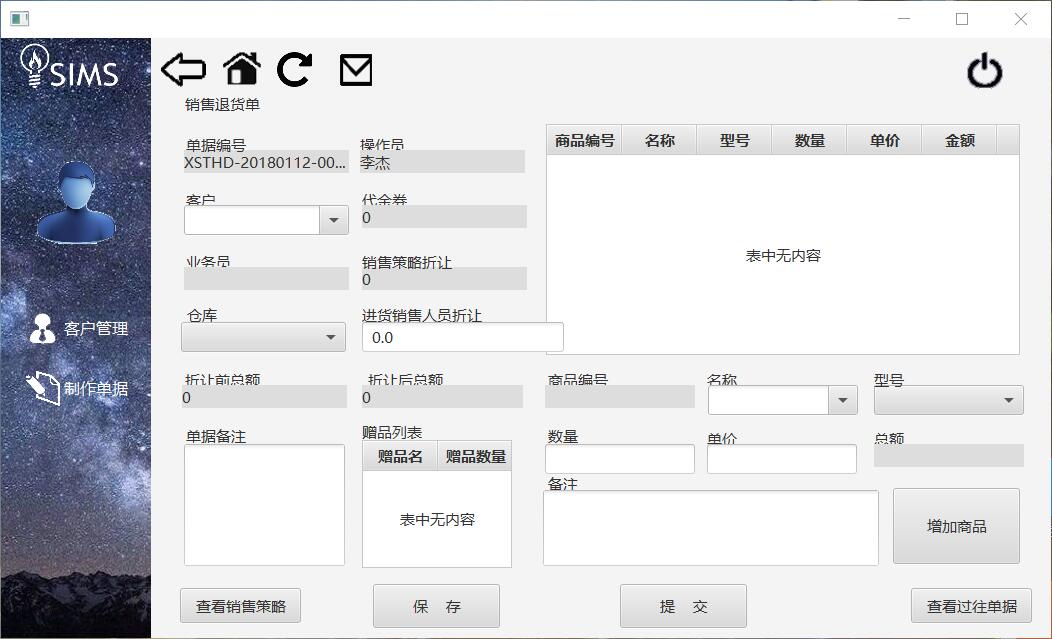 SIMS
客户管理
制作单据
销售退货单
单据编号
操作员
XSTHD-20180112-00...
李杰
客户
代金券
0
业务员
销售策略折让
0
仓库
进货销售人员折让
0.0
商品编号 名称 型号 数量 单价 金额
表中无内容
折让前总额
折让后总额
0
0
商品编号
名称
型号
单据备注
赠品列表
赠品名 赠品数量
表中无内容
数量
单价
总额
备注
增加商品
查看销售策略
保 存
提 交
查看过往单据